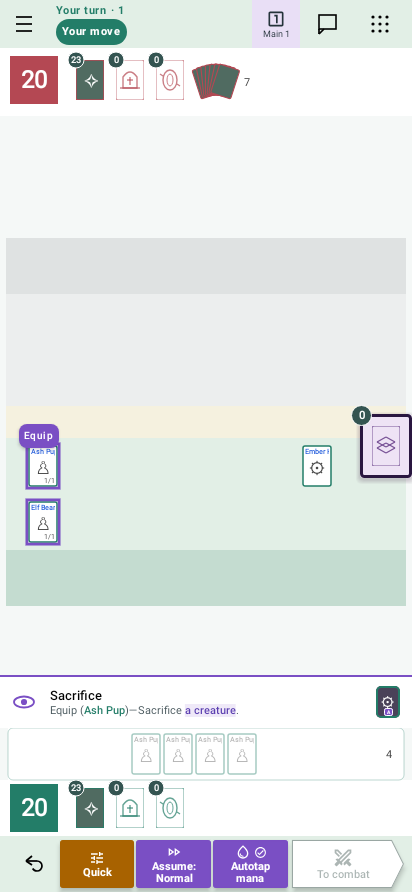 Your turn · 1
Your move
1
Main 1
20
23
0
0
7
0
Equip
Ash Pu
1/1
Ember
Elf Bear
1/1
Sacrifice
Equip (Ash Pup)—Sacrifice a creature.
A
Ash Pu
Ash Pu
Ash Pu
Ash Pu
4
20
23
0
0
Quick
Assume:
Normal
Autotap
mana
To combat